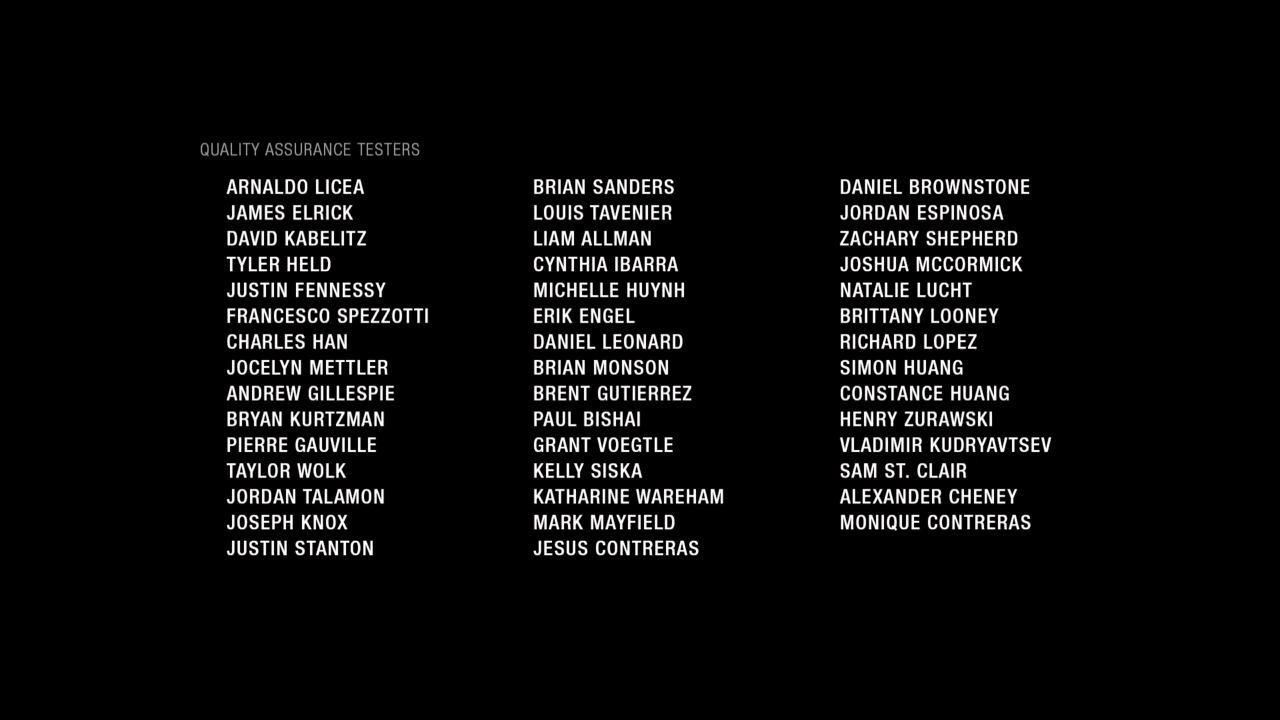 QUALITY ASSURANCE TESTERS
ARNALDO LICEA
JAMES ELRICK
DAVID KABELITZ
TYLER HELD
JUSTIN FENNESSY
FRANCESCO SPEZZOTTI
CHARLES HAN
JOCELYN METTLER
ANDREW GILLESPIE
BRYAN KURTZMAN
PIERRE GAUVILLE
TAYLOR WOLK
JORDAN TALAMON
JOSEPH KNOX
JUSTIN STANTON
BRIAN SANDERS
LOUIS TAVENIER
LIAM ALLMAN
CYNTHIA IBARRA
MICHELLE HUYNH
ERIK ENGEL
DANIEL LEONARD
BRIAN MONSON
BRENT GUTIERREZ
PAUL BISHAI
GRANT VOEGTLE
KELLY SISKA
KATHARINE WAREHAM
MARK MAYFIELD
JESUS CONTRERAS
DANIEL BROWNSTONE
JORDAN ESPINOSA
ZACHARY SHEPHERD
JOSHUA MCCORMICK
NATALIE LUCHT
BRITTANY LOONEY
RICHARD LOPEZ
SIMON HUANG
CONSTANCE HUANG
HENRY ZURAWSKI
VLADIMIR KUDRYAVTSEV
SAM ST. CLAIR
ALEXANDER CHENEY
MONIQUE CONTRERAS